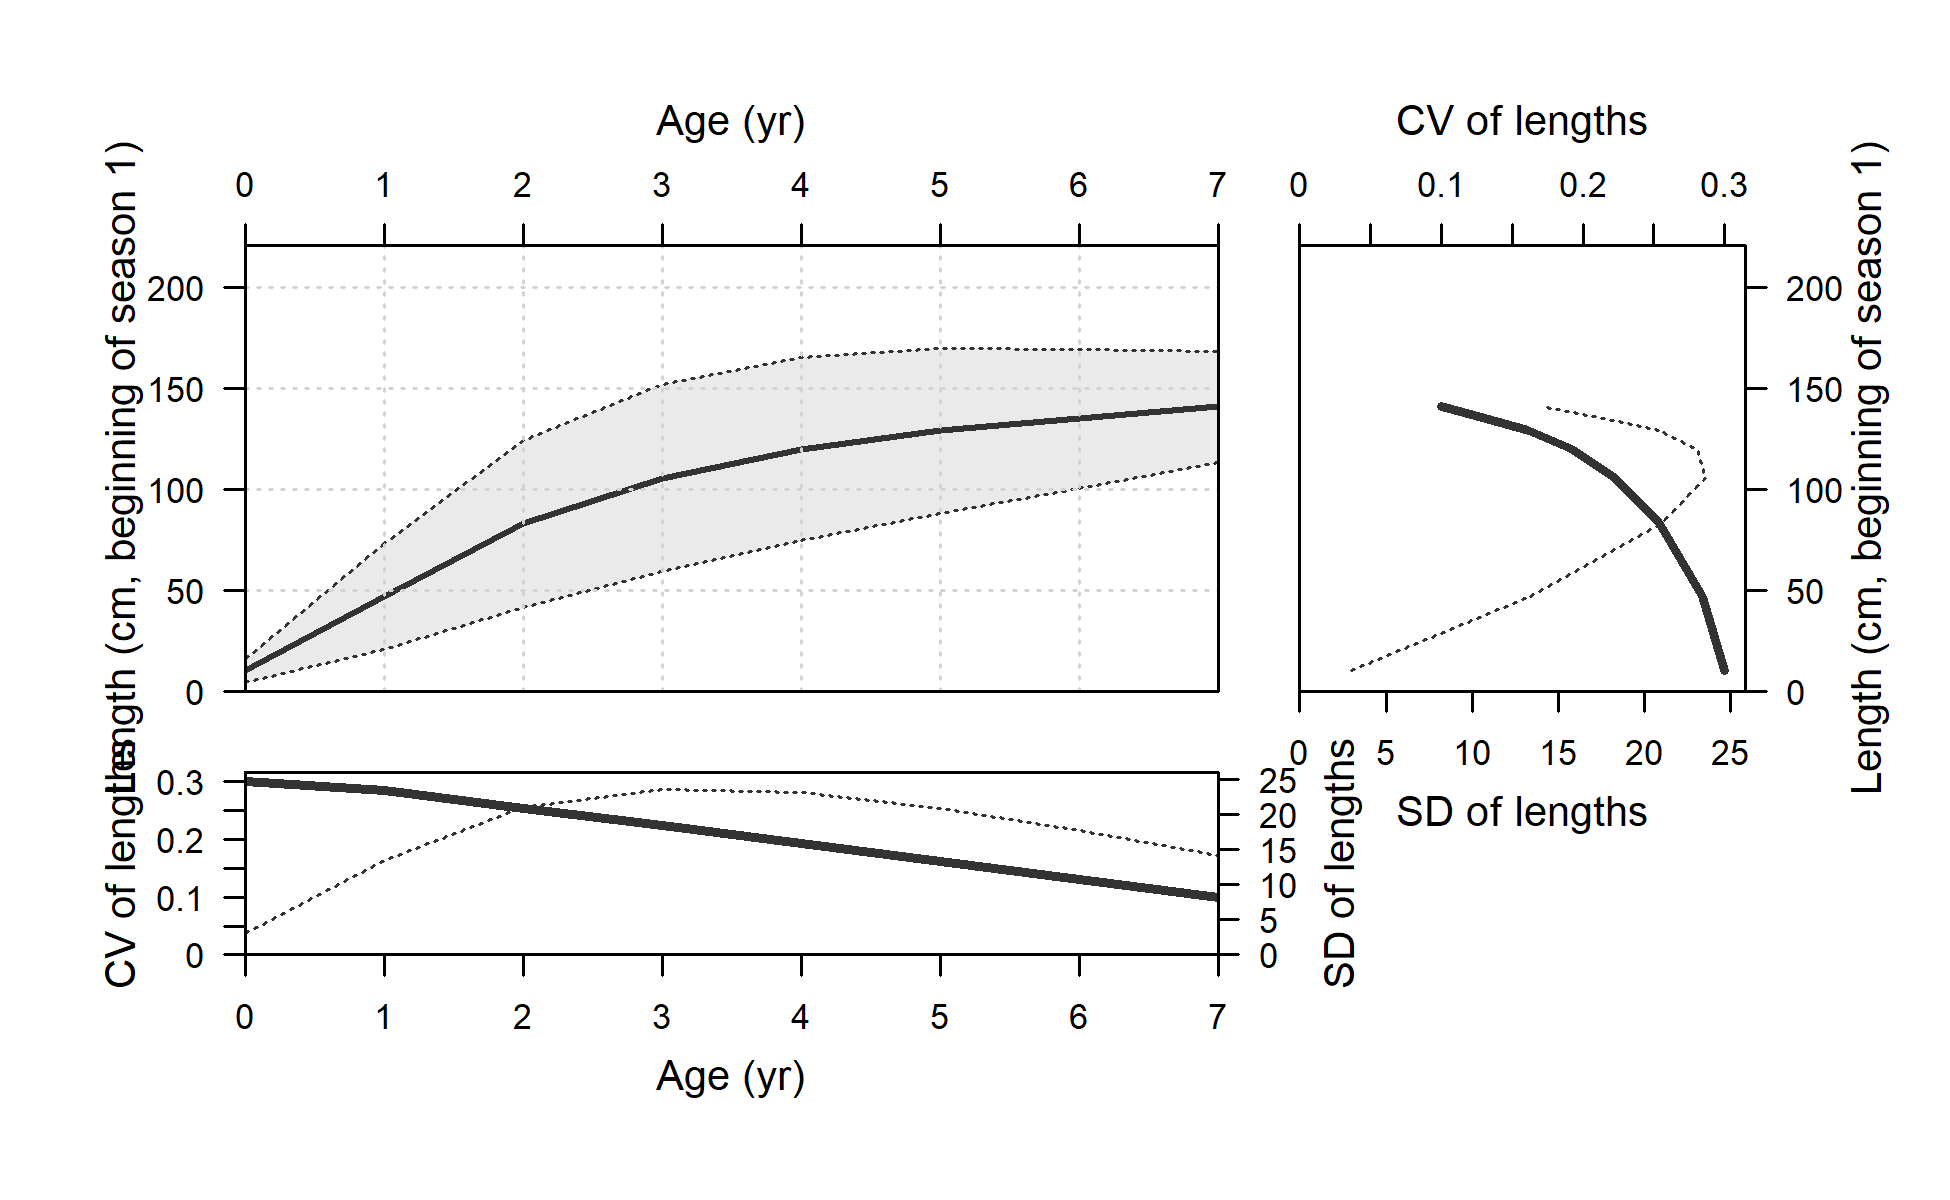 Age (yr)
CV of lengths
0 1 2 3 4 5 6 7
0 0.1 0.2 0.3
Length (cm, beginning of season 1)
200
150
100
50
0
200
150
100
50
0
Length (cm, beginning of season 1)
0 5 10 15 20 25
SD of lengths
CV of lengths
0.3
0.2
0.1
0
25
20
15
10
5
0
SD of lengths
0 1 2 3 4 5 6 7
Age (yr)